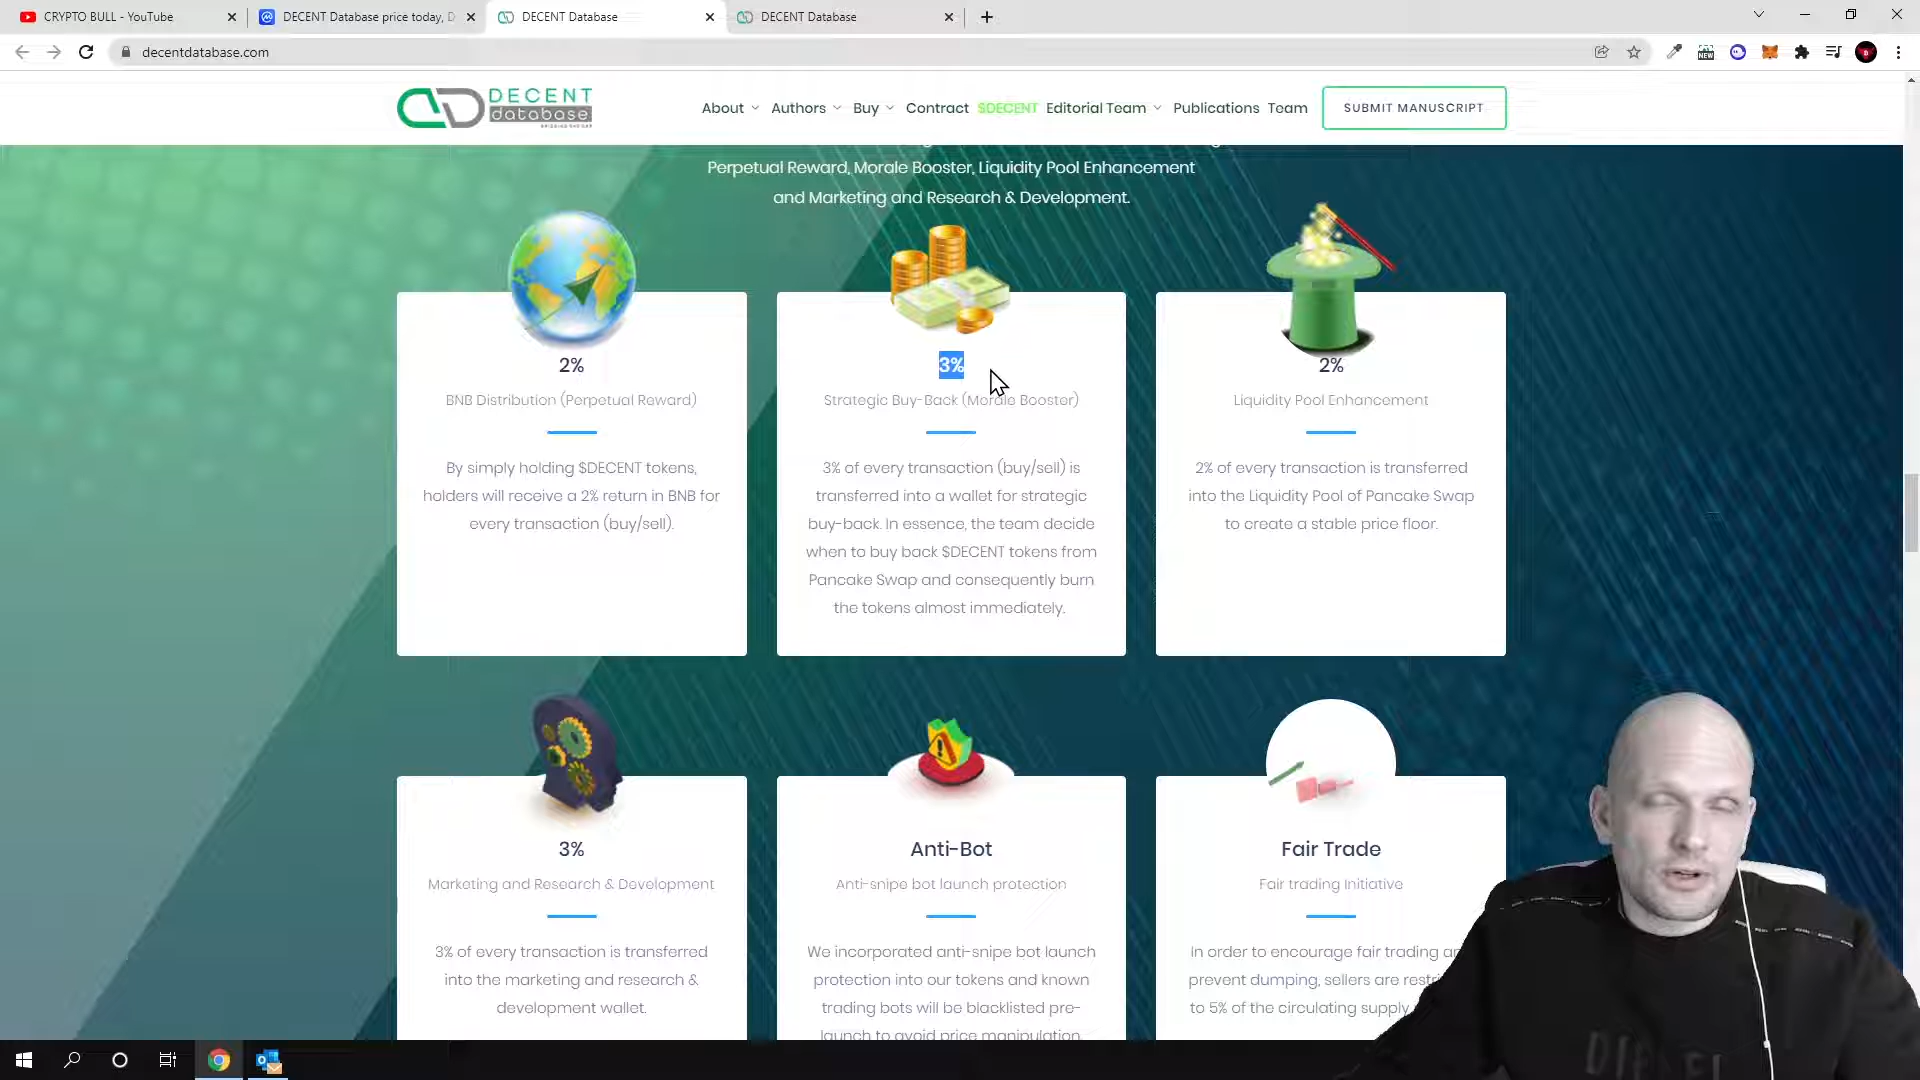 CRYPTO BULL - YouTube
DECENT Database price today, D
DECENT Database
DECENT Database
decentdatabase.com
NEW
DECENT
database
About
Authors
Buy
Contract
$DECENT
Editorial Team
Publications
Team
SUBMIT MANUSCRIPT
Perpetual Reward, Morale Booster, Liquidity Pool Enhancement
and Marketing and Research & Development.
2%
BNB Distribution (Perpetual Reward)
By simply holding $DECENT tokens,
holders will receive a 2% return in BNB for
every transaction (buy/sell).
3%
Strategic Buy-Back (Morale Booster)
3% of every transaction (buy/sell) is
transferred into a wallet for strategic
buy-back. In essence, the team decide
when to buy back $DECENT tokens from
Pancake Swap and consequently burn
the tokens almost immediately.
2%
Liquidity Pool Enhancement
2% of every transaction is transferred
into the Liquidity Pool of Pancake Swap
to create a stable price floor.
3%
Marketing and Research & Development
3% of every transaction is transferred
into the marketing and research &
development wallet.
Anti-Bot
Anti-snipe bot launch protection
We incorporated anti-snipe bot launch
protection into our tokens and known
trading bots will be blacklisted pre-
launch to avoid price manipulation.
Fair Trade
Fair trading Initiative
In order to encourage fair trading
prevent dumping, sellers are
to 5% of the circulating supply